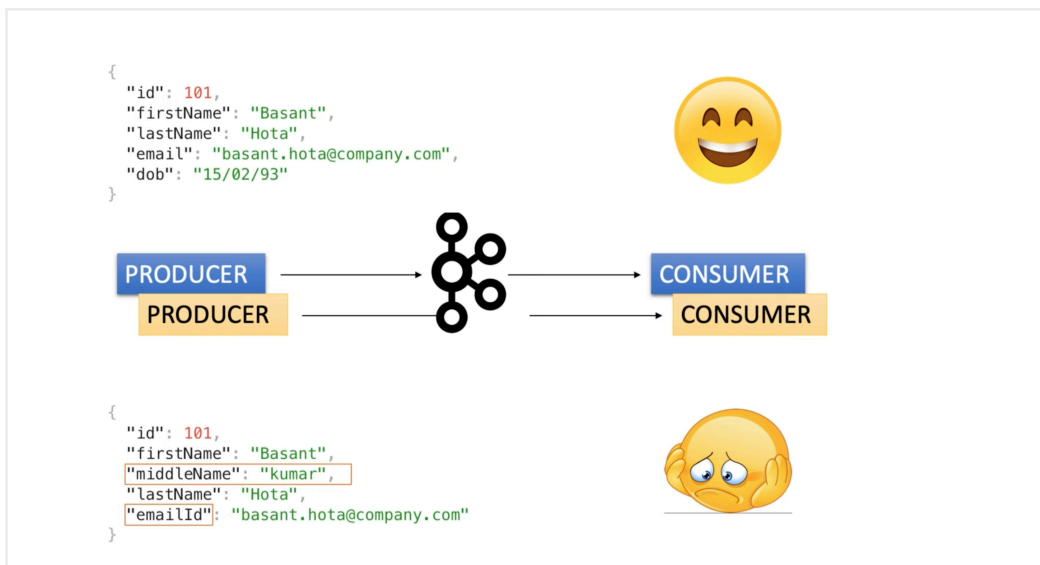 {
"id": 101,
"firstName": "Basant",
"lastName": "Hota",
"email": "basant.hota@company.com",
"dob": "15/02/93"
}
PRODUCER
CONSUMER
PRODUCER
CONSUMER
{
"id": 101,
"firstName": "Basant",
"middleName": "kumar",
"lastName": "Hota",
"emailId": "basant.hota@company.com"
}